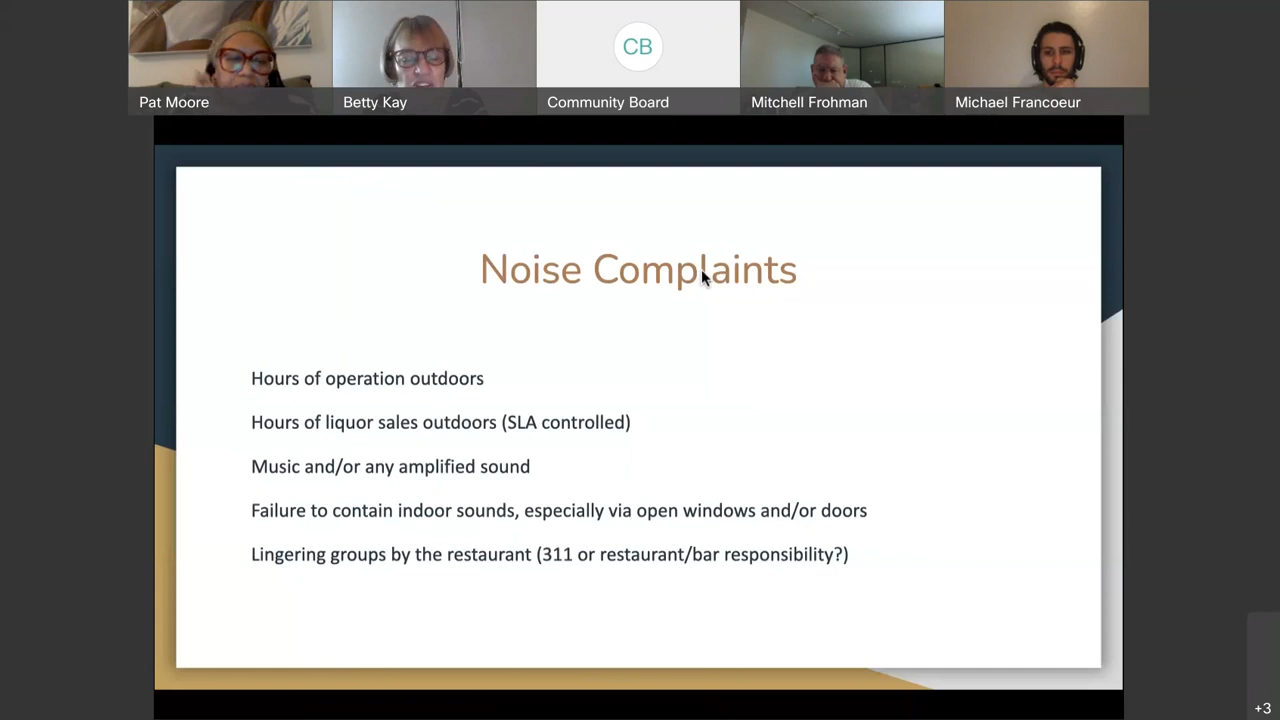 Pat Moore
Betty Kay
CB
Community Board
Mitchell Frohman
Michael Francoeur
Noise Complaints
Hours of operation outdoors
Hours of liquor sales outdoors (SLA controlled)
Music and/or any amplified sound
Failure to contain indoor sounds, especially via open windows and/or doors
Lingering groups by the restaurant (311 or restaurant/bar responsibility?)
+3